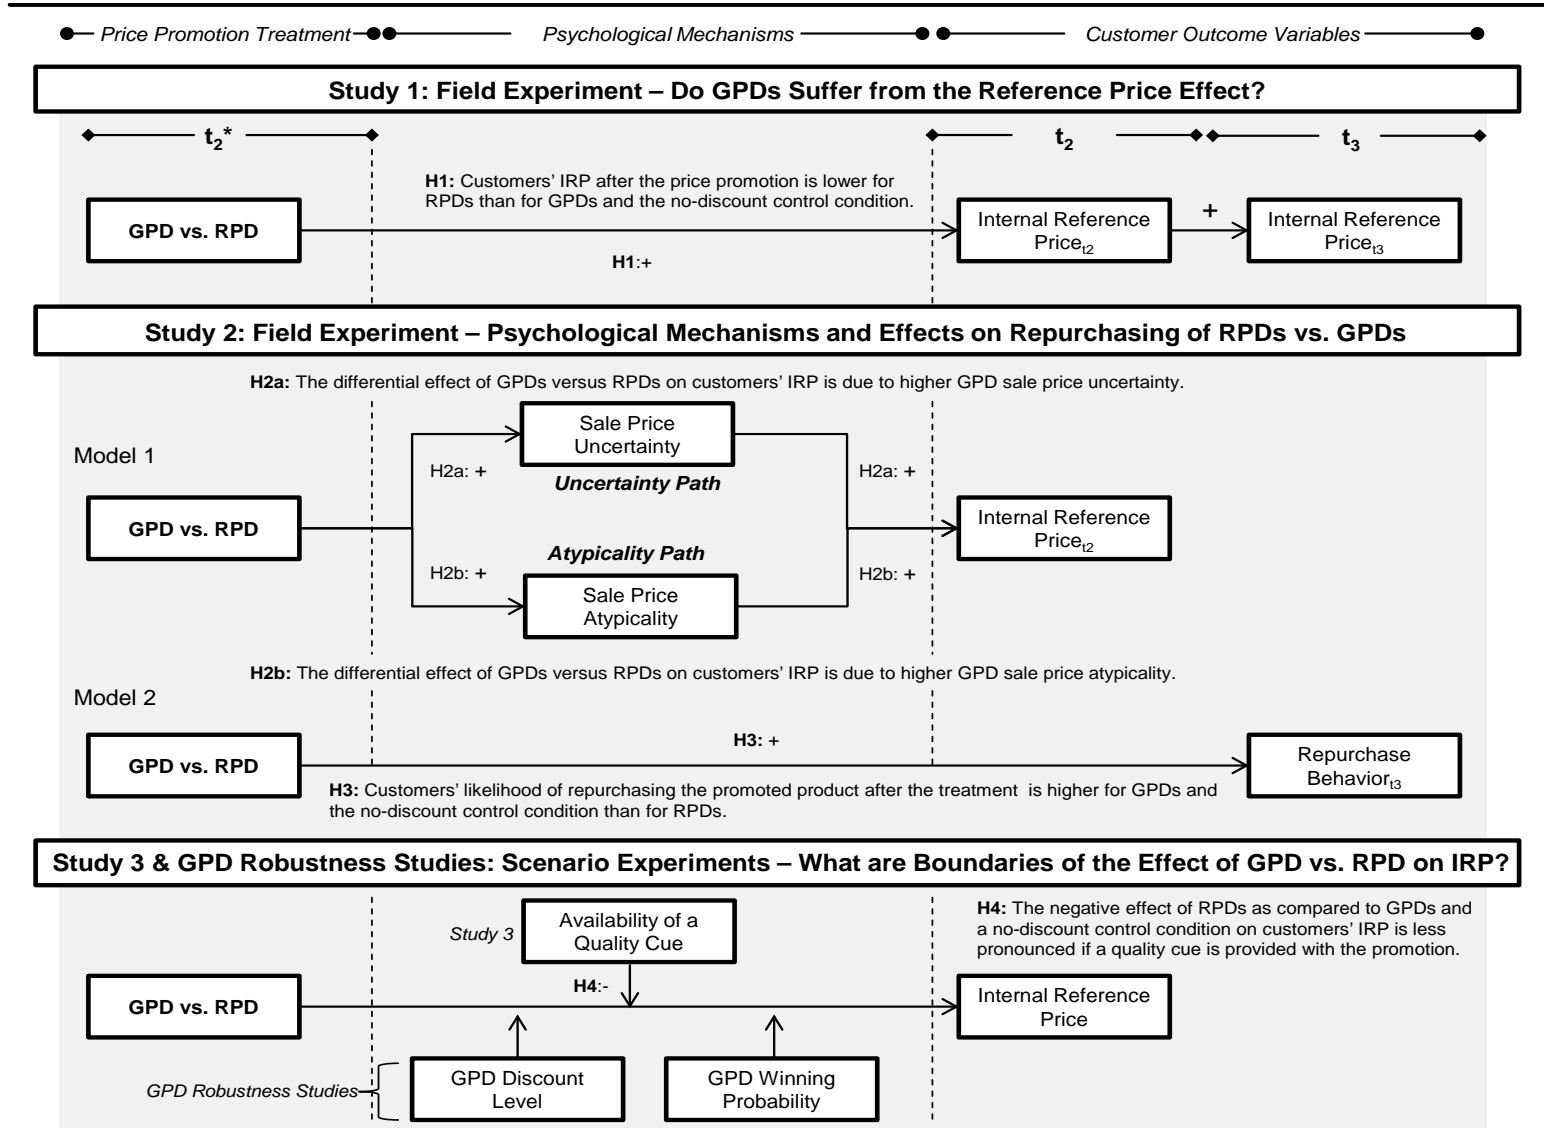 Price Promotion Treatment
Psychological Mechanisms
Customer Outcome Variables
Study 1: Field Experiment – Do GPDs Suffer from the Reference Price Effect?
t2*
t2
t3
H1: Customers’ IRP after the price promotion is lower for
RPDs than for GPDs and the no-discount control condition.
GPD vs. RPD
H1:+
Internal Reference
Pricet2
+
Internal Reference
Pricet3
Study 2: Field Experiment – Psychological Mechanisms and Effects on Repurchasing of RPDs vs. GPDs
H2a: The differential effect of GPDs versus RPDs on customers’ IRP is due to higher GPD sale price uncertainty.
Model 1
GPD vs. RPD
H2a: +
Sale Price
Uncertainty
Uncertainty Path
H2a: +
Atypicality Path
H2b: +
Sale Price
Atypicality
H2b: +
Internal Reference
Pricet2
H2b: The differential effect of GPDs versus RPDs on customers’ IRP is due to higher GPD sale price atypicality.
Model 2
GPD vs. RPD
H3: +
Repurchase
Behaviort3
H3: Customers’ likelihood of repurchasing the promoted product after the treatment is higher for GPDs and
the no-discount control condition than for RPDs.
Study 3 & GPD Robustness Studies: Scenario Experiments – What are Boundaries of the Effect of GPD vs. RPD on IRP?
Study 3
Availability of a
Quality Cue
H4: The negative effect of RPDs as compared to GPDs and
a no-discount control condition on customers’ IRP is less
pronounced if a quality cue is provided with the promotion.
H4:-
GPD vs. RPD
Internal Reference
Price
GPD Robustness Studies
GPD Discount
Level
GPD Winning
Probability